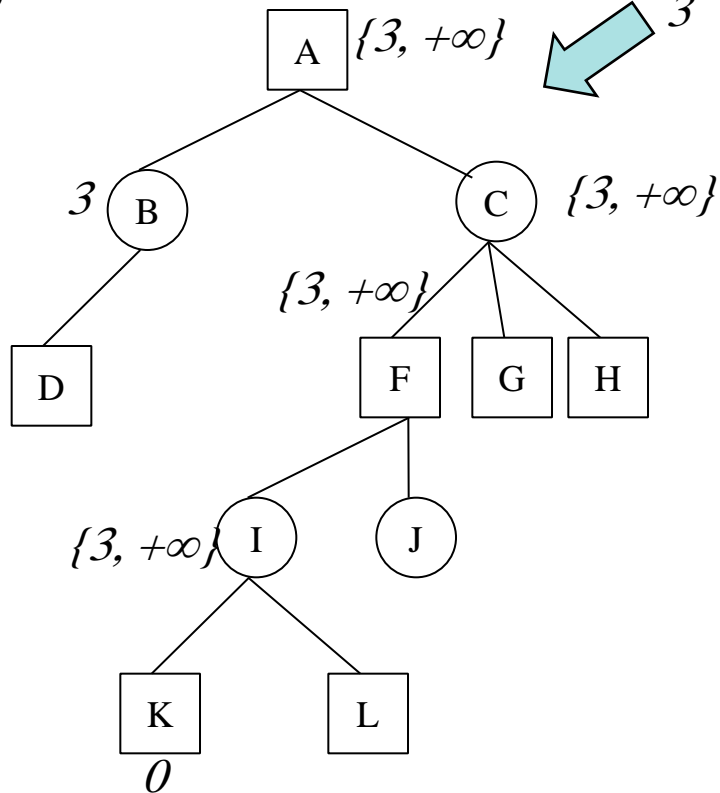 3
A {3, +∞}
3 B
C {3, +∞}
{3, +∞}
D
F
G
H
{3, +∞} I
J
K
L
0